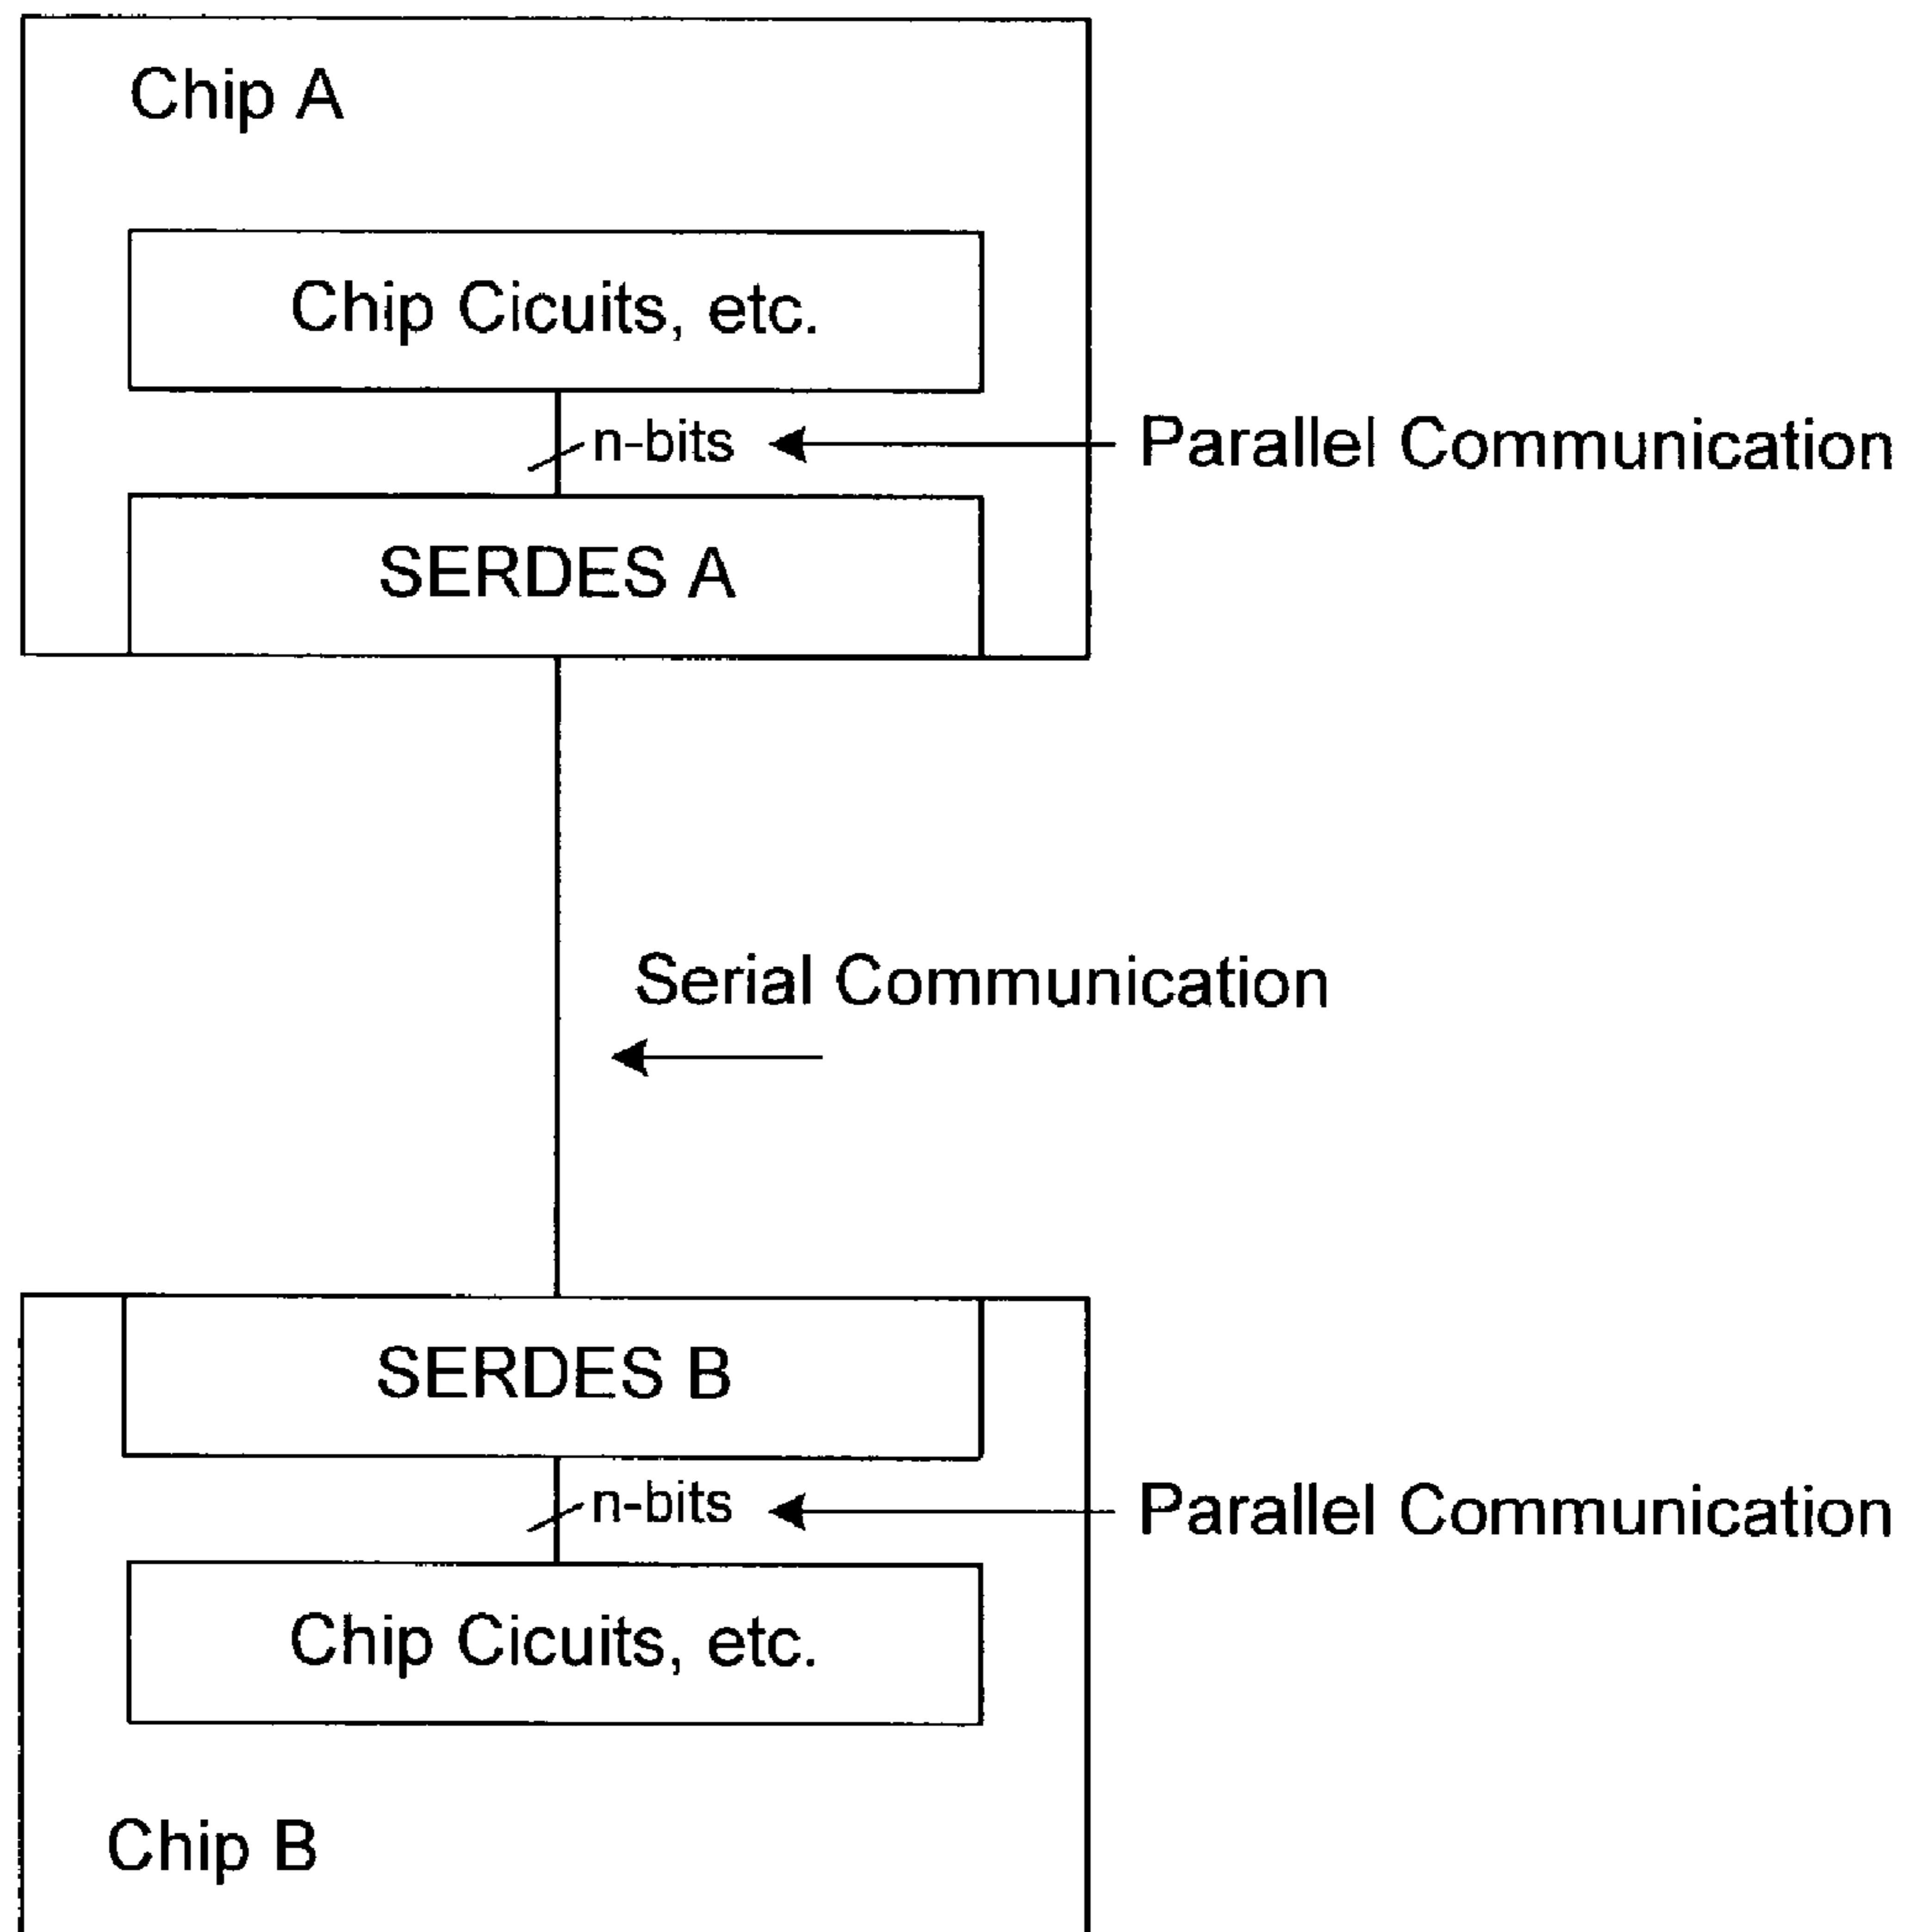 Chip A
Chip Cicuits, etc.
n-bits
Parallel Communication
SERDES A
Serial Communication
SERDES B
n-bits
Parallel Communication
Chip Cicuits, etc.
Chip B